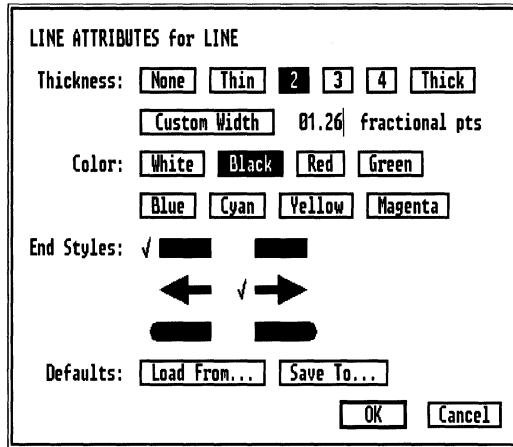 LINE ATTRIBUTES for LINE
Thickness: None Thin 2 3 4 Thick
Custom Width 01.26 fractional pts
Color: White Black Red Green
Blue Cyan Yellow Magenta
End Styles: √
√
Defaults: Load From... Save To...
OK Cancel